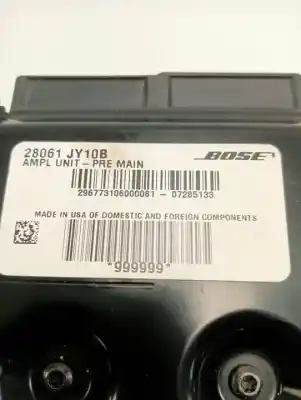 28061 JY10B
AMPL UNIT - PRE MAIN
BOSE
296773106000081 - 07285133
MADE IN USA OF DOMESTIC AND FOREIGN COMPONENTS
*999999*